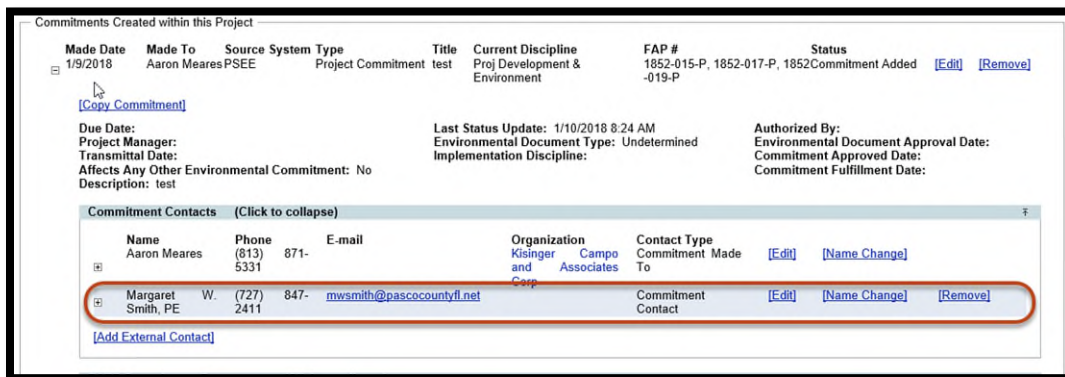 Commitments Created within this Project
Made Date Made To Source System Type Title Current Discipline FAP # Status
1/9/2018 Aaron Meares PSEE Project Commitment test Proj Development & 1852-015-P, 1852-017-P, 1852 Commitment Added [Edit] [Remove]
Environment -019-P
[Copy Commitment]
Due Date: Last Status Update: 1/10/2018 8:24 AM Authorized By:
Project Manager: Environmental Document Type: Undetermined Environmental Document Approval Date:
Transmittal Date: Implementation Discipline: Commitment Approved Date:
Affects Any Other Environmental Commitment: No Commitment Fulfillment Date:
Description: test
Commitment Contacts (Click to collapse)
Name Phone E-mail Organization Contact Type
Aaron Meares (813) 871- Kisinger Campo Commitment Made [Edit] [Name Change]
5331 and Associates To
Corp
Margaret W. (727) 847- mwsmith@pascocountyfl.net Commitment [Edit] [Name Change] [Remove]
Smith, PE 2411 Contact
[Add External Contact]